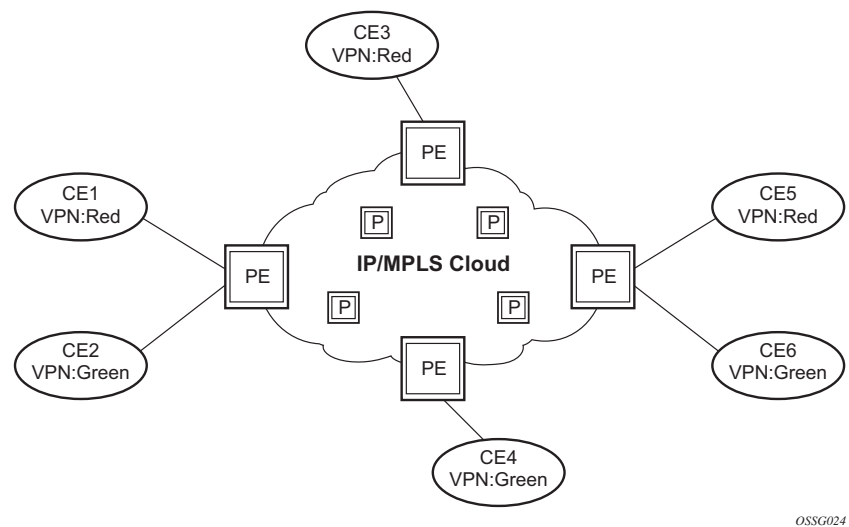 CE3
VPN:Red
PE
CE1
VPN:Red
CE5
VPN:Red
P
P
IP/MPLS Cloud
PE
PE
P
P
CE2
VPN:Green
PE
CE6
VPN:Green
CE4
VPN:Green
OSSG024